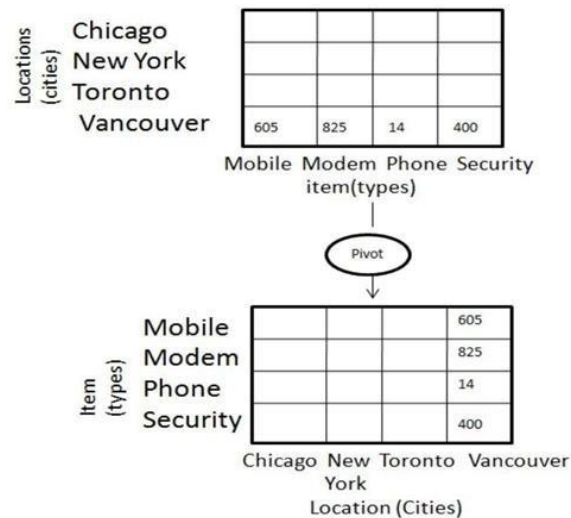 Locations
(cities)
Chicago
New York
Toronto
Vancouver
605 825 14 400
Mobile Modem Phone Security
item(types)
Pivot
Item
(types)
Mobile 605
Modem 825
Phone 14
Security 400
Chicago New Toronto Vancouver
York
Location (Cities)